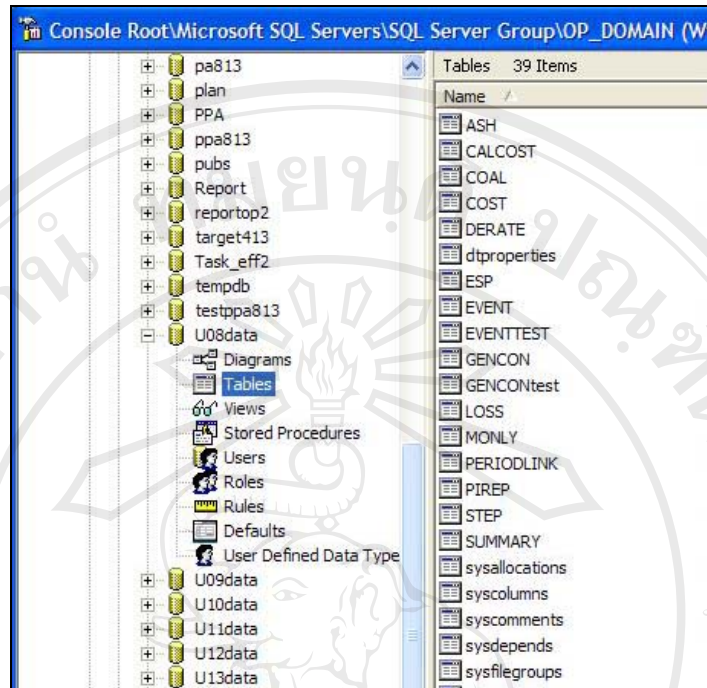 Console Root\Microsoft SQL Servers\SQL Server Group\OP_DOMAIN (W
pa813
plan
PPA
ppa813
pubs
Report
reportop2
target413
Task_eff2
tempdb
testppa813
U08data
Diagrams
Tables
Views
Stored Procedures
Users
Roles
Rules
Defaults
User Defined Data Type
U09data
U10data
U11data
U12data
U13data
Tables 39 Items
Name
ASH
CALCOST
COAL
COST
DERATE
dtproperties
ESP
EVENT
EVENTTEST
GENCON
GENCONtest
LOSS
MONLY
PERIODLINK
PIREP
STEP
SUMMARY
sysallocations
syscolumns
syscomments
sysdepends
sysfilegroups